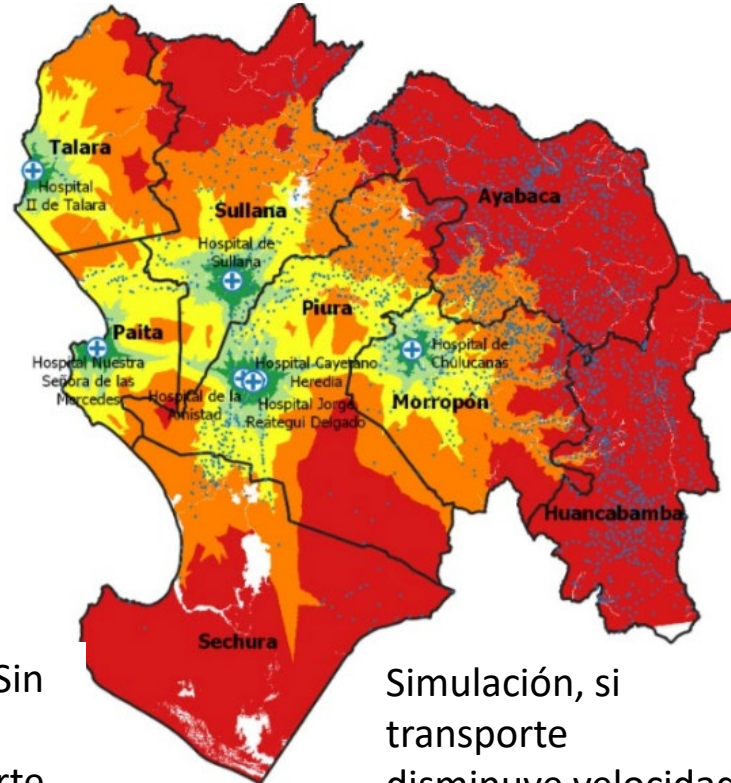 Talara
Hospital
II de Talara
Ayabaca
Sullana
Hospital de
Sullana
Piura
Paita
Hospital Nuestra
Señora de las
Mercedes
Hospital Cayetano
Heredia
Hospital de la
Amistad
Hospital Jorge
Reátegui Delgado
Hospital de
Chulucanas
Morropón
Huancabamba
Sechura
Sin
Simulación, si
transporte
disminuye velocidad